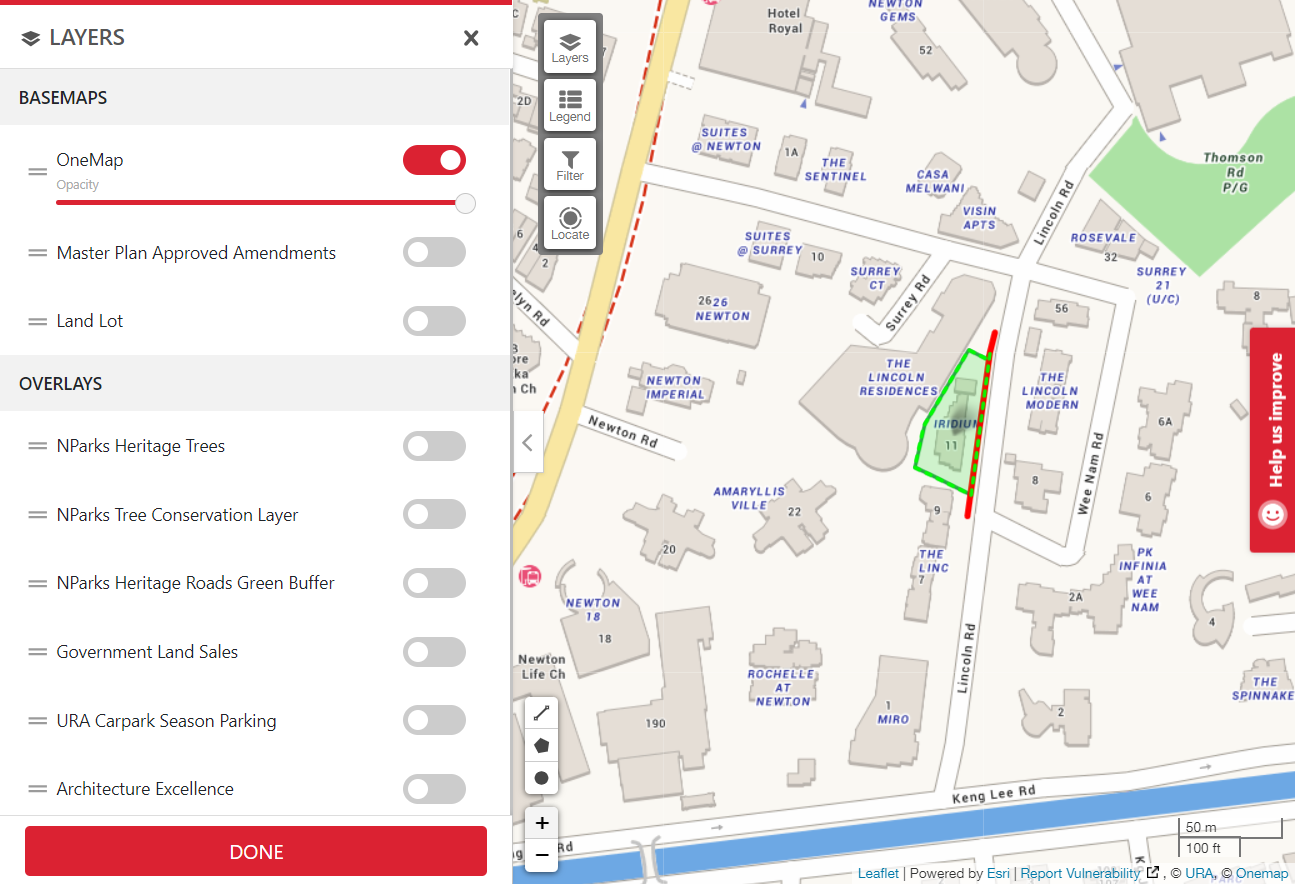 LAYERS
BASEMAPS
OneMap
Opacity
Master Plan Approved Amendments
Land Lot
OVERLAYS
NParks Heritage Trees
NParks Tree Conservation Layer
NParks Heritage Roads Green Buffer
Government Land Sales
URA Carpark Season Parking
Architecture Excellence
DONE
Layers
Legend
Filter
Locate
Hotel
Royal
NEWTON
GEMS
52
2D
SUITES
@ NEWTON
1A
THE
SENTINEL
CASA
MELWANI
VISIN
APTS
Lincoln Rd
Thomson
Rd
P/G
ROSEVALE
32
SURREY
21
(U/C)
8
SUITES
@ SURREY
10
SURREY
CT
Surrey Rd
6
4
2
2626
NEWTON
56
THE
LINCOLN
RESIDENCES
THE
LINCOLN
MODERN
IRIDIUM
11
NEWTON
IMPERIAL
Newton Rd
6A
Wee Nam Rd
8
6
AMARYLLIS
VILLE
22
20
9
THE
LINC
7
PK
INFINIA
AT
WEE
NAM
2A
4
NEWTON
18
18
Newton
Life Ch
Lincoln Rd
ROCHELLE
AT
NEWTON
190
1
MIRO
2
THE
SPINNAKE
Keng Lee Rd
Rd
+
−
50 m
100 ft
Help us improve
Leaflet | Powered by Esri | Report Vulnerability , © URA, © Onemap